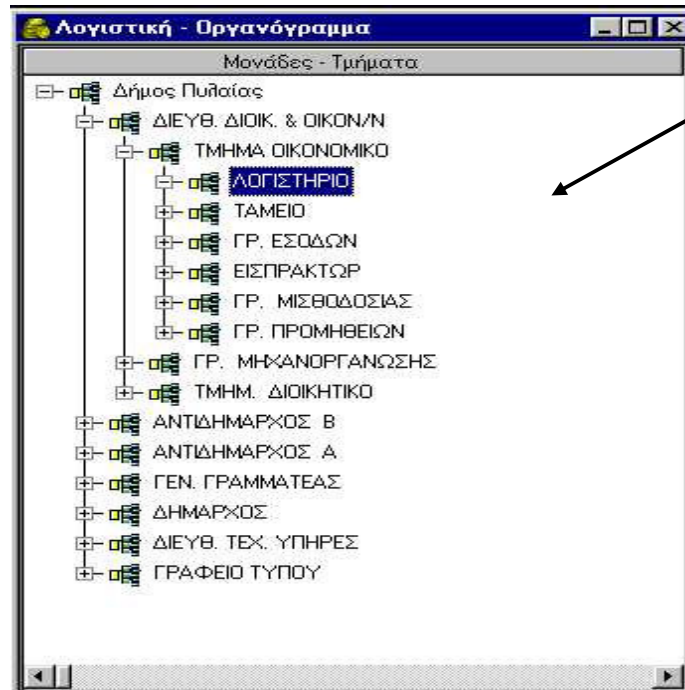 Λογιστική - Οργανόγραμμα
Μονάδες - Τμήματα
Δήμος Πυλαίας
ΔΙΕΥΘ. ΔΙΟΙΚ. & ΟΙΚΟΝ/Ν
ΤΜΗΜΑ ΟΙΚΟΝΟΜΙΚΟ
ΛΟΓΙΣΤΗΡΙΟ
ΤΑΜΕΙΟ
ΓΡ. ΕΣΟΔΩΝ
ΕΙΣΠΡΑΚΤΩΡ
ΓΡ. ΜΙΣΘΟΔΟΣΙΑΣ
ΓΡ. ΠΡΟΜΗΘΕΙΩΝ
ΓΡ. ΜΗΧΑΝΟΡΓΑΝΩΣΗΣ
ΤΜΗΜ. ΔΙΟΙΚΗΤΙΚΟ
ΑΝΤΙΔΗΜΑΡΧΟΣ Β
ΑΝΤΙΔΗΜΑΡΧΟΣ Α
ΓΕΝ. ΓΡΑΜΜΑΤΕΑΣ
ΔΗΜΑΡΧΟΣ
ΔΙΕΥΘ. ΤΕΧ. ΥΠΗΡΕΣ
ΓΡΑΦΕΙΟ ΤΥΠΟΥ